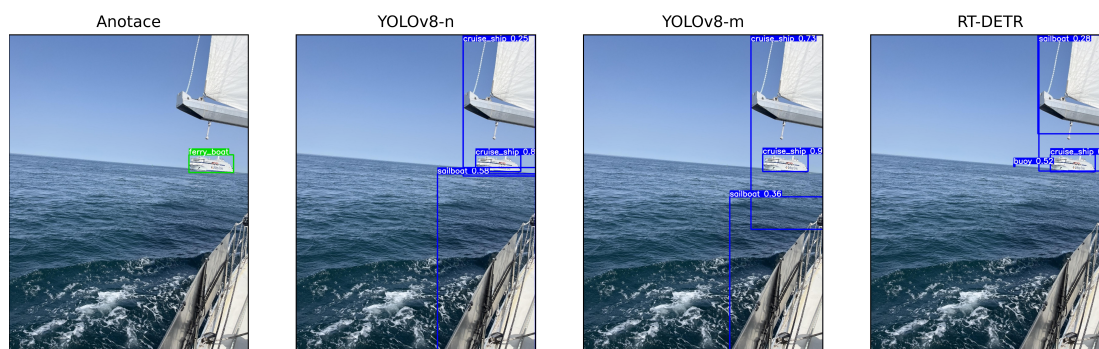 Anotace
ferry_boat
YOLOv8-n
cruise_ship 0.25
cruise_ship 0.8
sailboat 0.58
YOLOv8-m
cruise_ship 0.73
cruise_ship 0.9
sailboat 0.36
RT-DETR
sailboat 0.28
cruise_ship
buoy 0.52